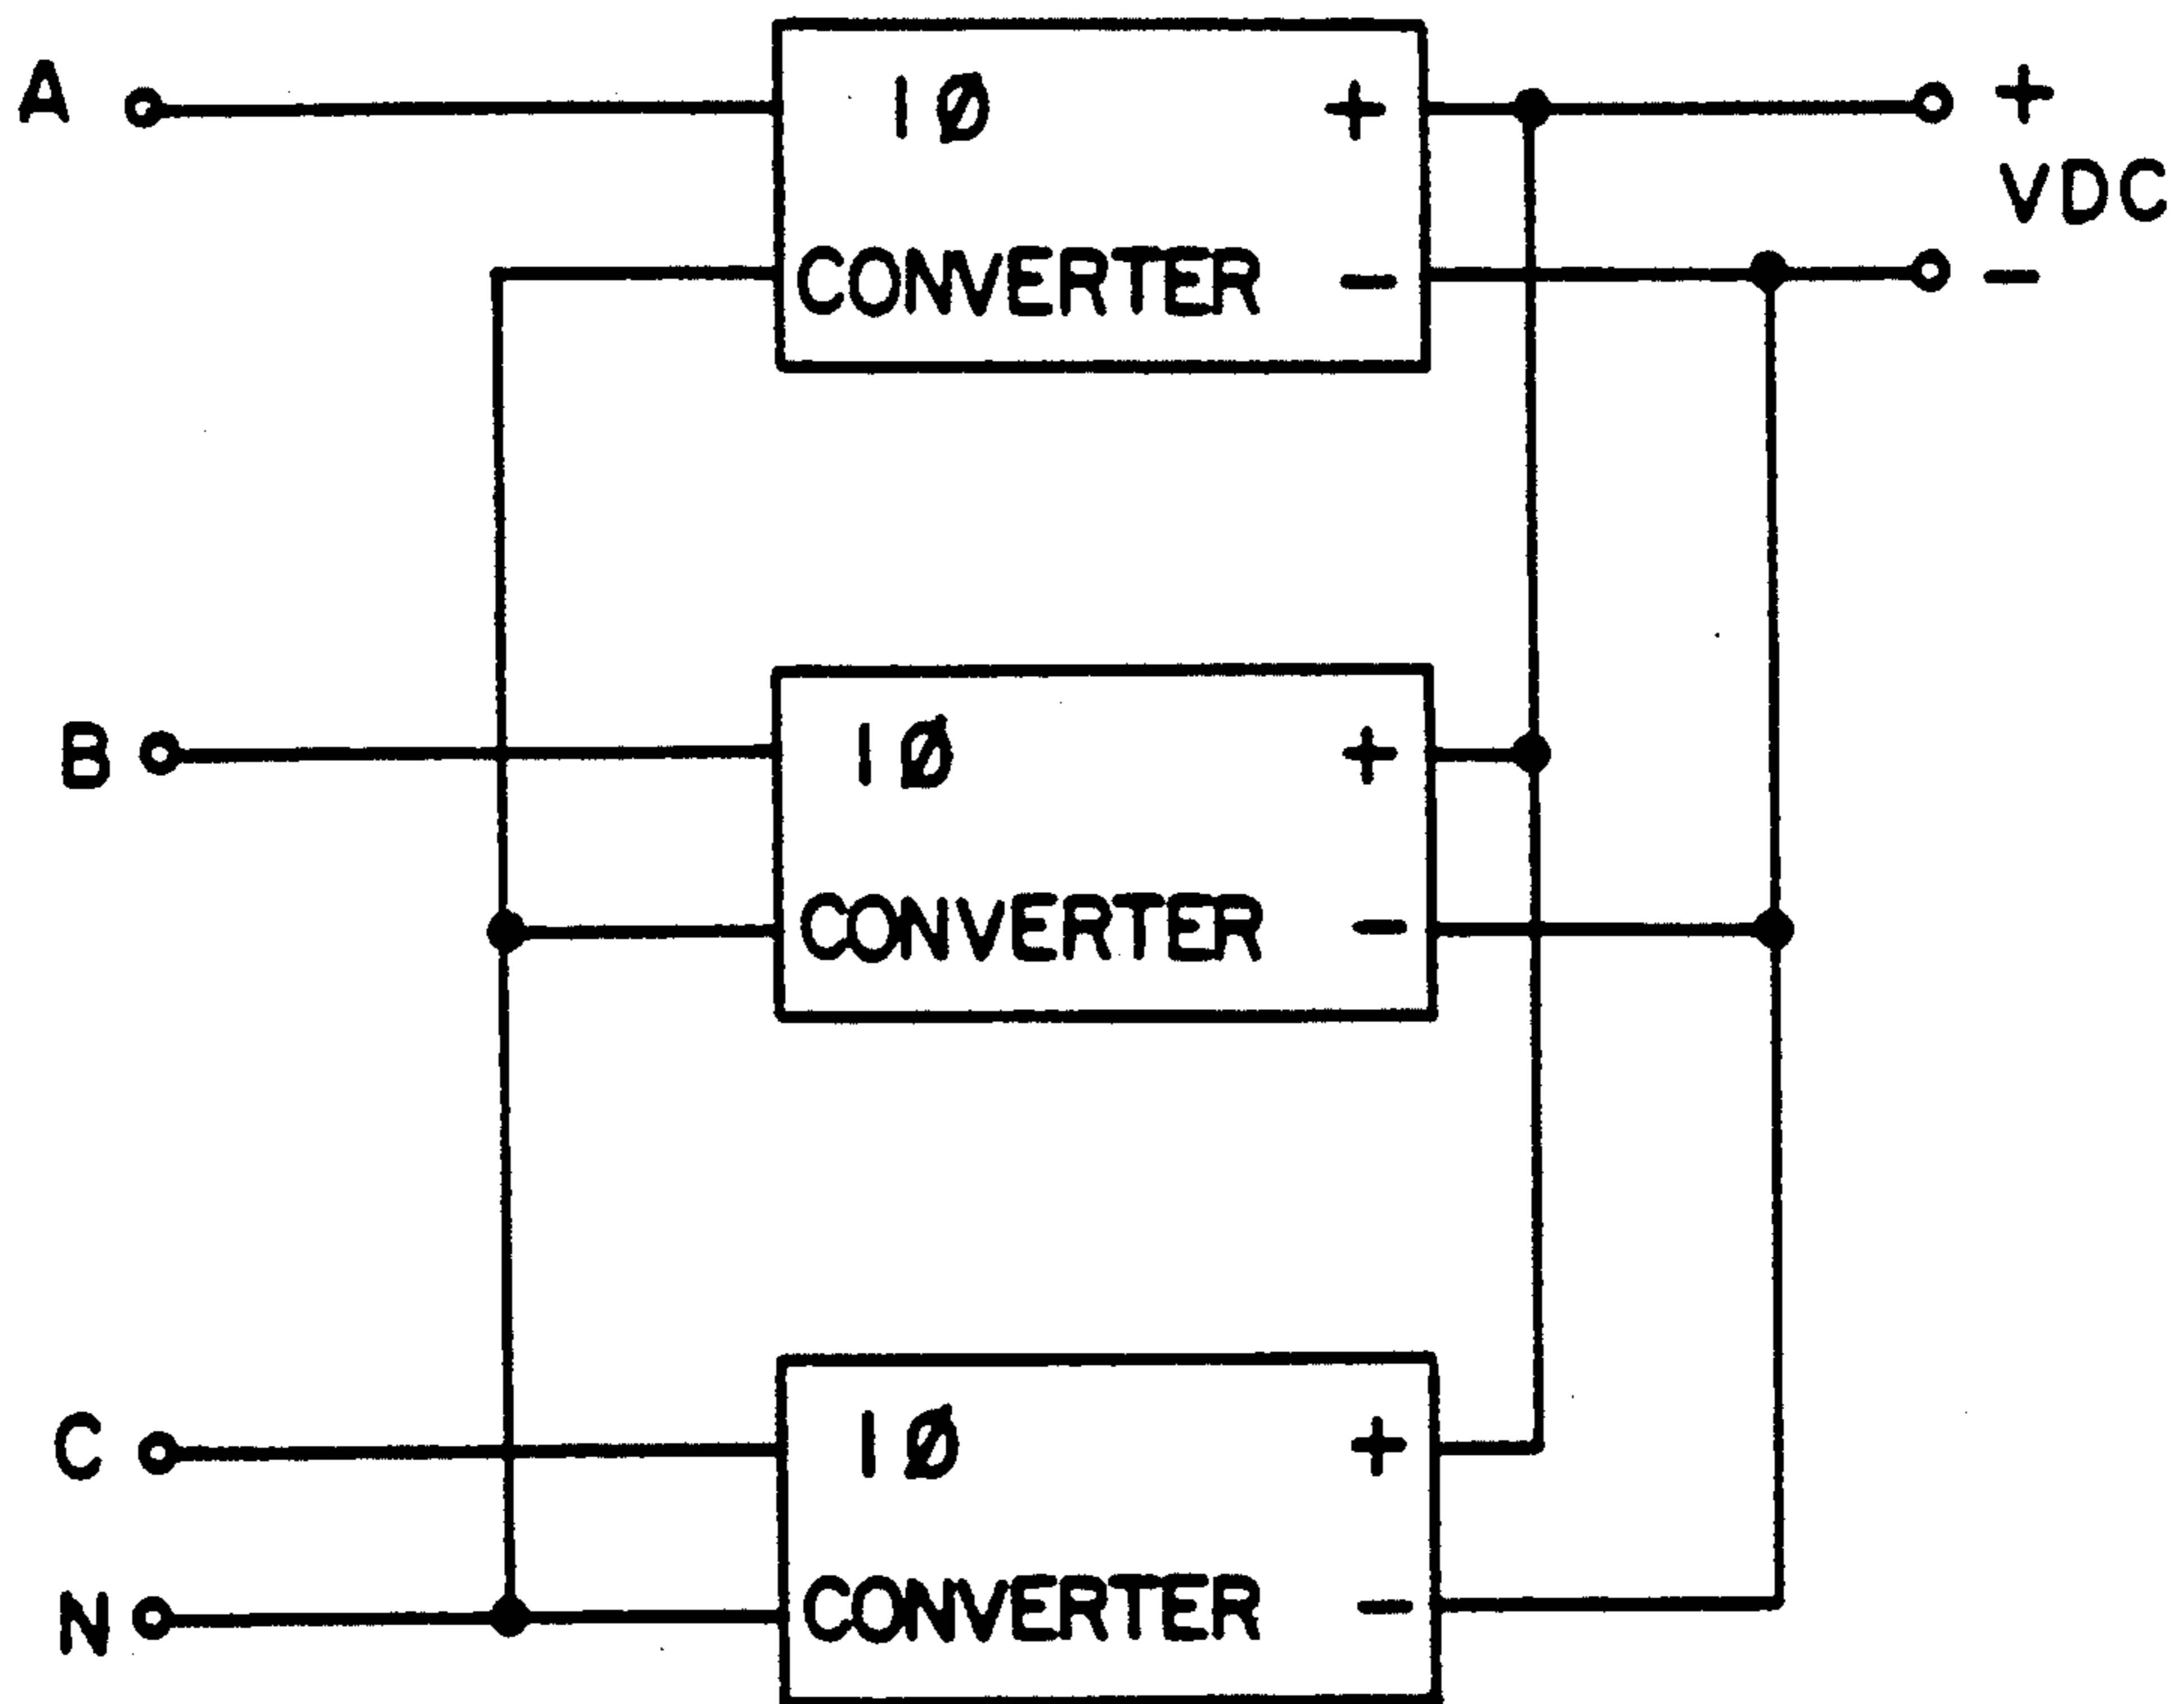 A 1Ø + +
VDC
CONVERTER - -
B 1Ø +
CONVERTER -
C 1Ø +
N CONVERTER -